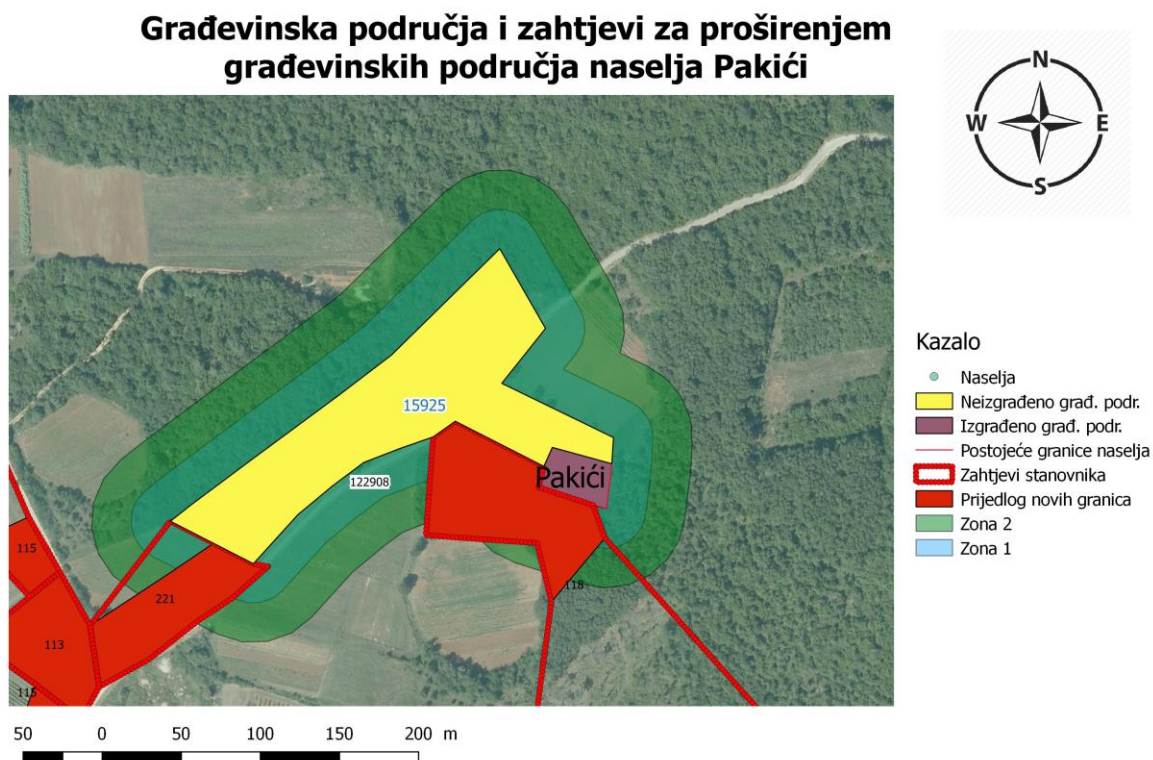 Građevinska područja i zahtjevi za proširenjem
građevinskih područja naselja Pakići
N
W
E
S
15925
Pakići
122908
115
221
118
113
115
Kazalo
Naselja
Neizgrađeno građ. podr.
Izgrađeno građ. podr.
Postojeće granice naselja
Zahtjevi stanovnika
Prijedlog novih granica
Zona 2
Zona 1
50 0 50 100 150 200 m